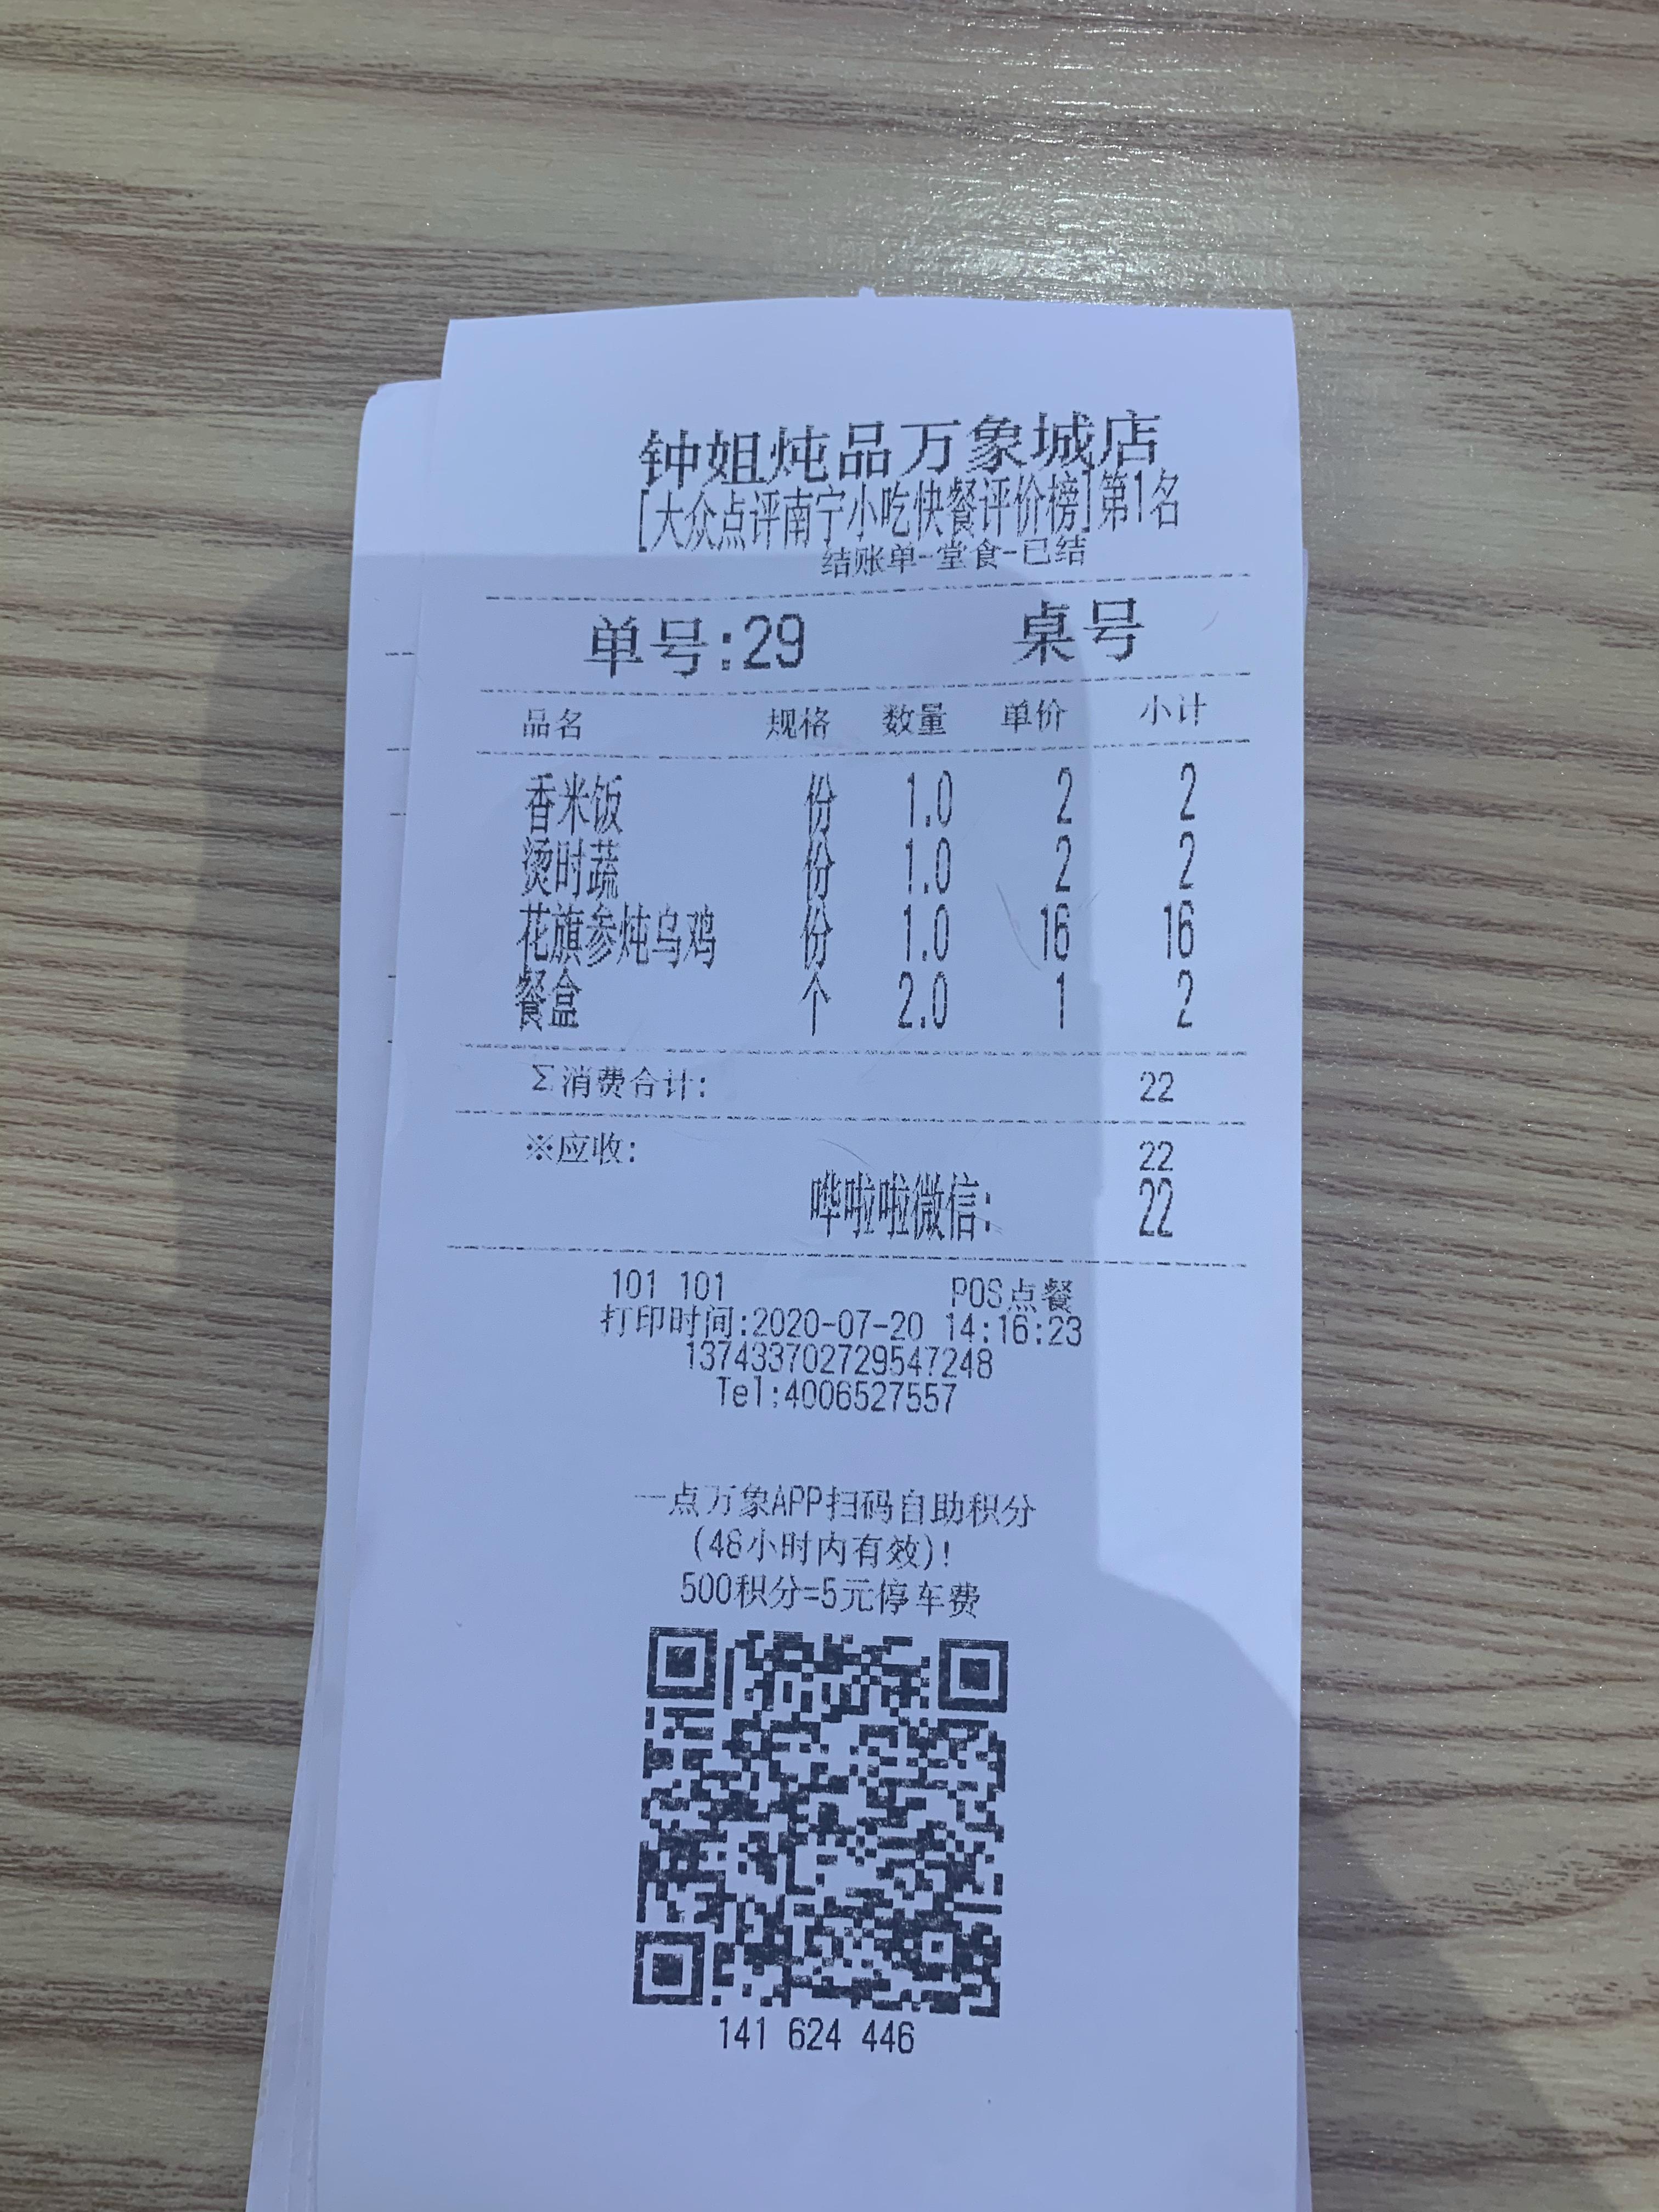 钟姐炖品万象城店
[大众点评南宁小吃快餐评价榜]第1名
结账单-堂食-已结
单号:29 桌号
品名 规格 数量 单价 小计
香米饭 份 1.0 2 2
烫时蔬 份 1.0 2 2
花旗参炖乌鸡 份 1.0 16 16
餐盒 个 2.0 1 2
Σ消费合计: 22
※应收: 22
哗啦啦微信: 22
101 101 POS点餐
打印时间:2020-07-20 14:16:23
137433702729547248
Tel:4006527557
一点万象APP扫码自助积分
(48小时内有效)!
500积分=5元停车费
141 624 446